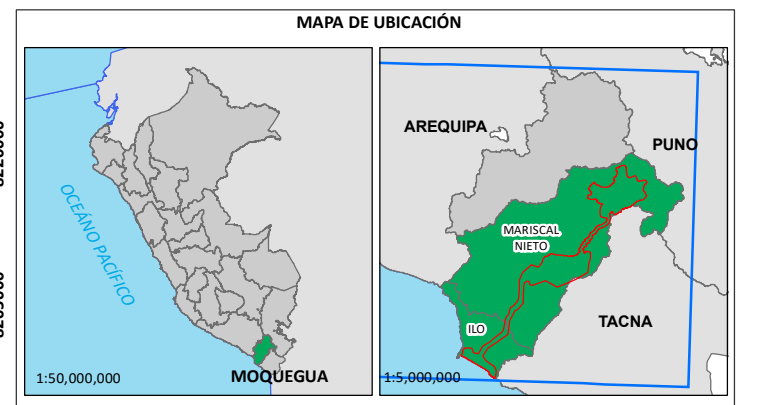 MAPA DE UBICACIÓN
OCEÁNO PACÍFICO
1:50,000,000
MOQUEGUA
AREQUIPA
PUNO
MARISCAL
NIETO
ILO
TACNA
1:5,000,000